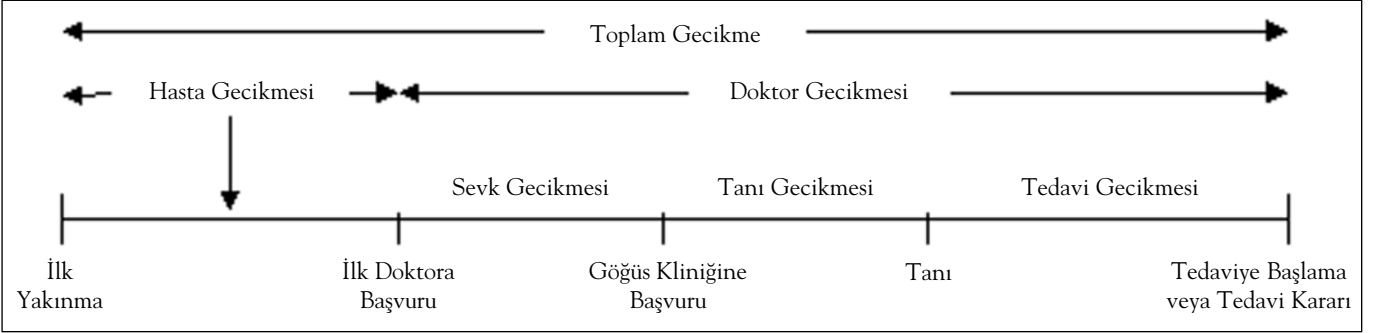 Toplam Gecikme
Hasta Gecikmesi
Doktor Gecikmesi
Sevk Gecikmesi
Tanı Gecikmesi
Tedavi Gecikmesi
İlk
Yakınma
İlk Doktora
Başvuru
Göğüs Kliniğine
Başvuru
Tanı
Tedaviye Başlama
veya Tedavi Kararı